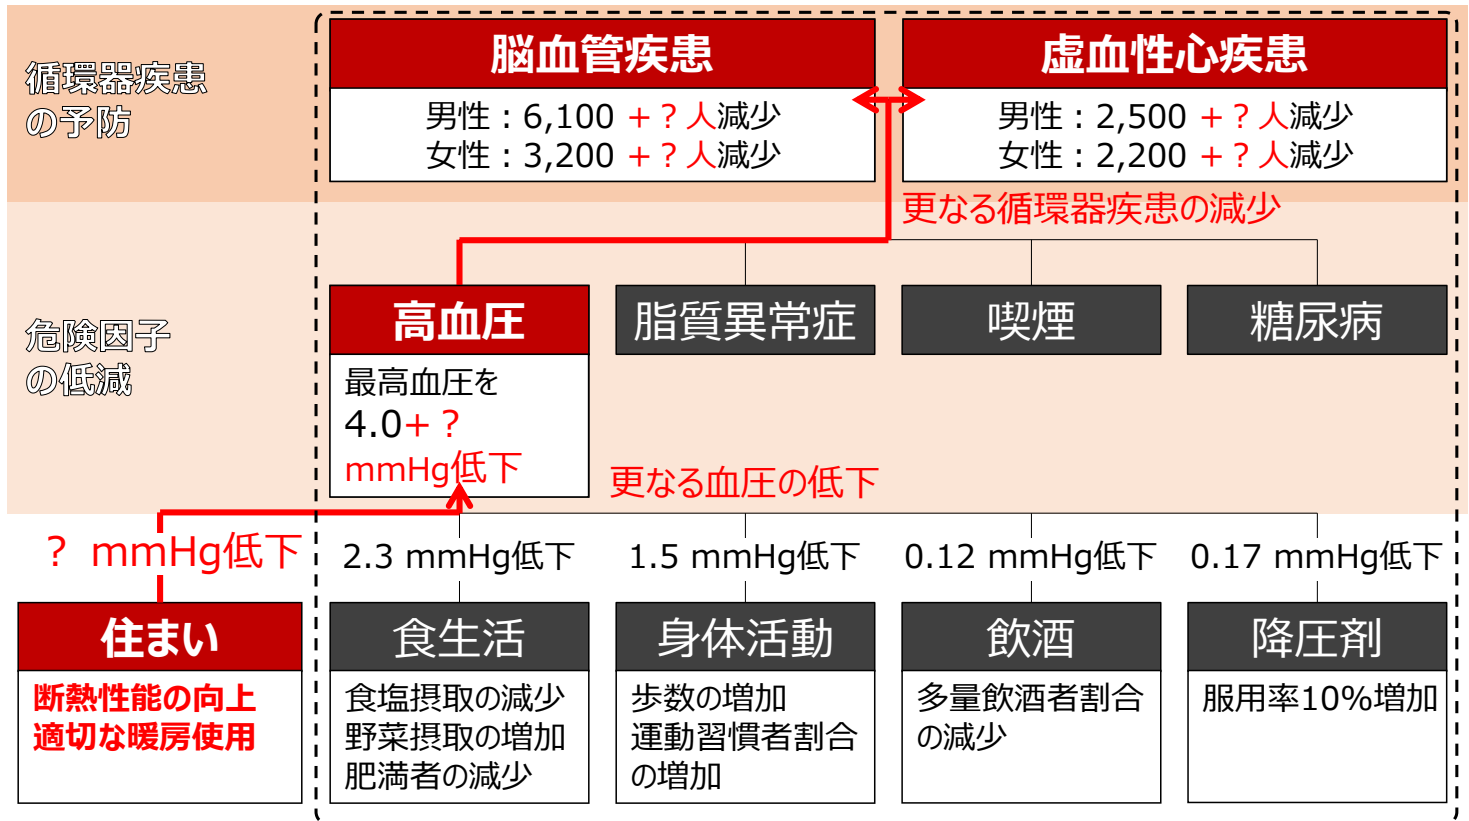 循環器疾患
の予防
脳血管疾患
男性：6,100 ＋？人減少
女性：3,200 ＋？人減少
虚血性心疾患
男性：2,500 ＋？人減少
女性：2,200 ＋？人減少
更なる循環器疾患の減少
危険因子
の低減
高血圧
最高血圧を
4.0＋？
mmHg低下
脂質異常症
喫煙
糖尿病
更なる血圧の低下
？ mmHg低下
2.3 mmHg低下
1.5 mmHg低下
0.12 mmHg低下
0.17 mmHg低下
住まい
断熱性能の向上
適切な暖房使用
食生活
食塩摂取の減少
野菜摂取の増加
肥満者の減少
身体活動
歩数の増加
運動習慣者割合
の増加
飲酒
多量飲酒者割合
の減少
降圧剤
服用率10%増加